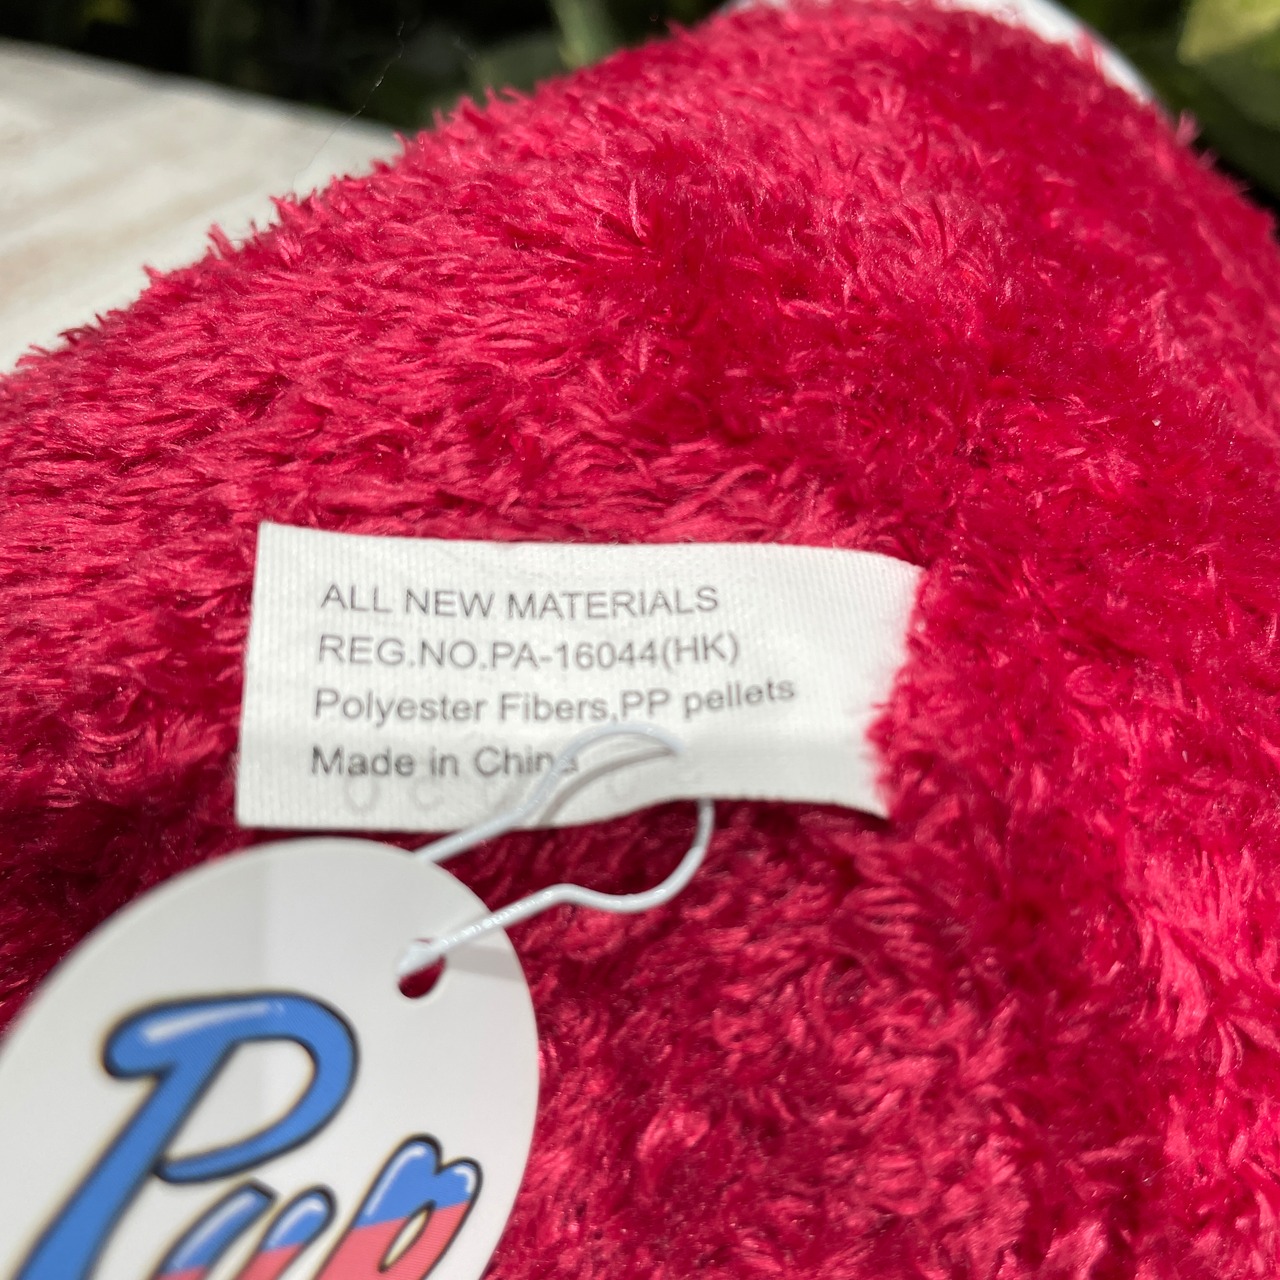 ALL NEW MATERIALS
REG.NO.PA-16044(HK)
Polyester Fibers,PP pellets
Made in China